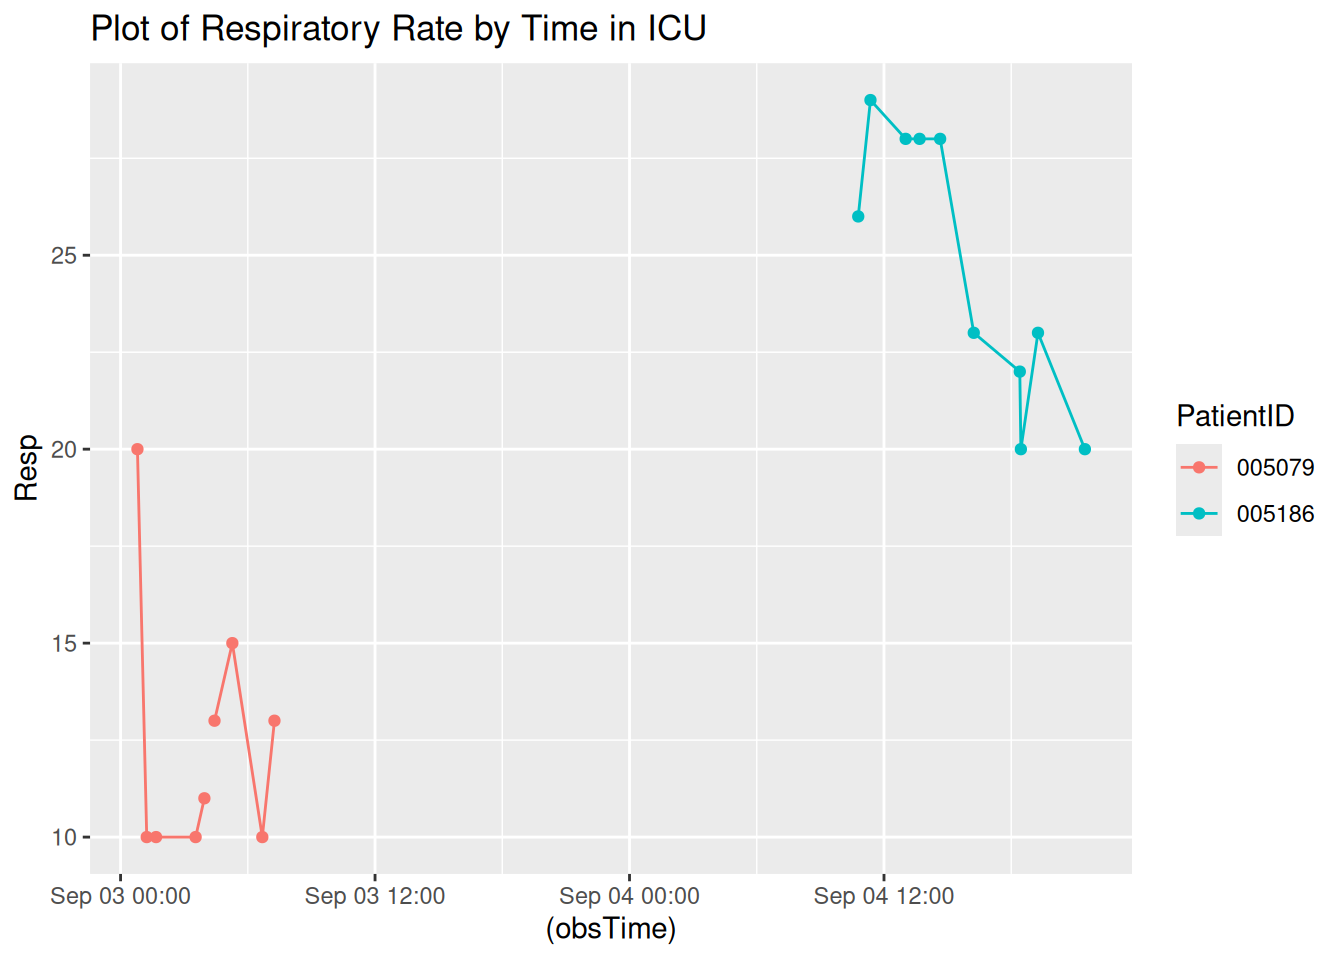 Plot of Respiratory Rate by Time in ICU
Resp
25
20
15
10
Sep 03 00:00 Sep 03 12:00 Sep 04 00:00 Sep 04 12:00
(obsTime)
PatientID
005079
005186